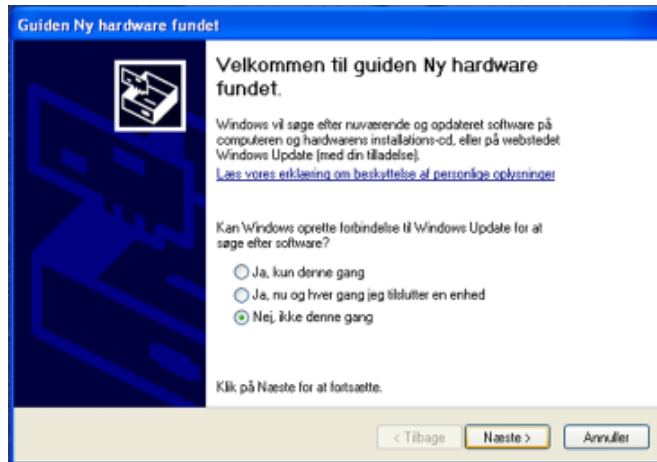 Guiden Ny hardware fundet
Velkommen til guiden Ny hardware
fundet.
Windows vil søge efter nuværende og opdateret software på
computeren og hardwarens installations-cd, eller på webstedet
Windows Update (med din tilladelse).
Læs vores erklæring om beskyttelse af personlige oplysninger
Kan Windows oprette forbindelse til Windows Update for at
søge efter software?
Ja, kun denne gang
Ja, nu og hver gang jeg tilslutter en enhed
Nej, ikke denne gang
Klik på Næste for at fortsætte.
< Tilbage Næste > Annuller